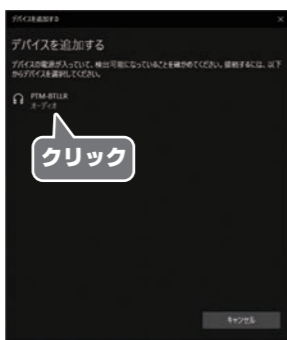 デバイスを追加する
デバイスを追加する
デバイスの電源が入っていて、検出可能になっていることを確かめてください。接続するには、以下
からデバイスを選択してください。
PTM-BTLLR
オーディオ
クリック
キャンセル